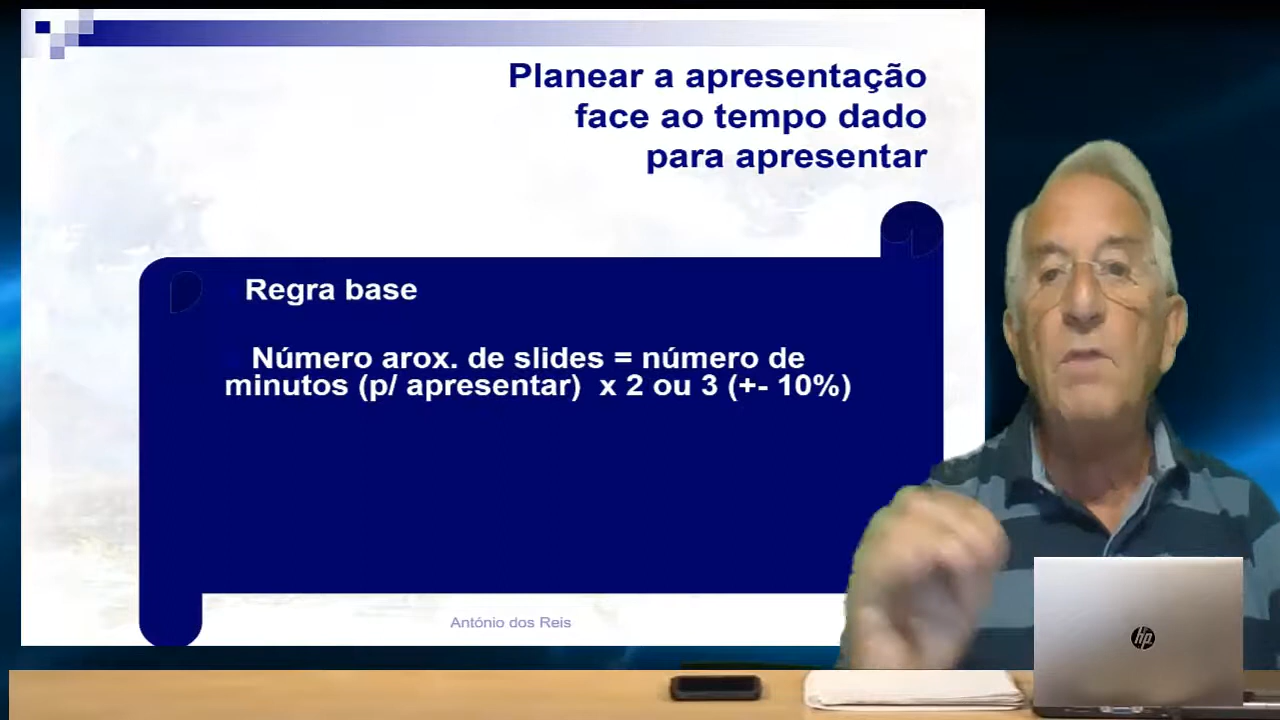 Planear a apresentação
face ao tempo dado
para apresentar
Regra base
Número arox. de slides = número de
minutos (p/ apresentar) x 2 ou 3 (+- 10%)
António dos Reis
hp